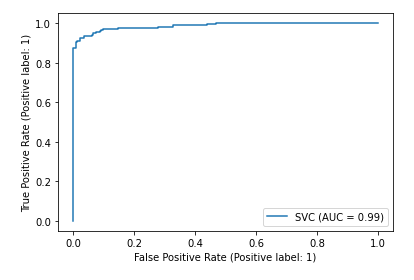 1.0
0.8
0.6
0.4
0.2
0.0
True Positive Rate (Positive label: 1)
SVC (AUC = 0.99)
0.0 0.2 0.4 0.6 0.8 1.0
False Positive Rate (Positive label: 1)